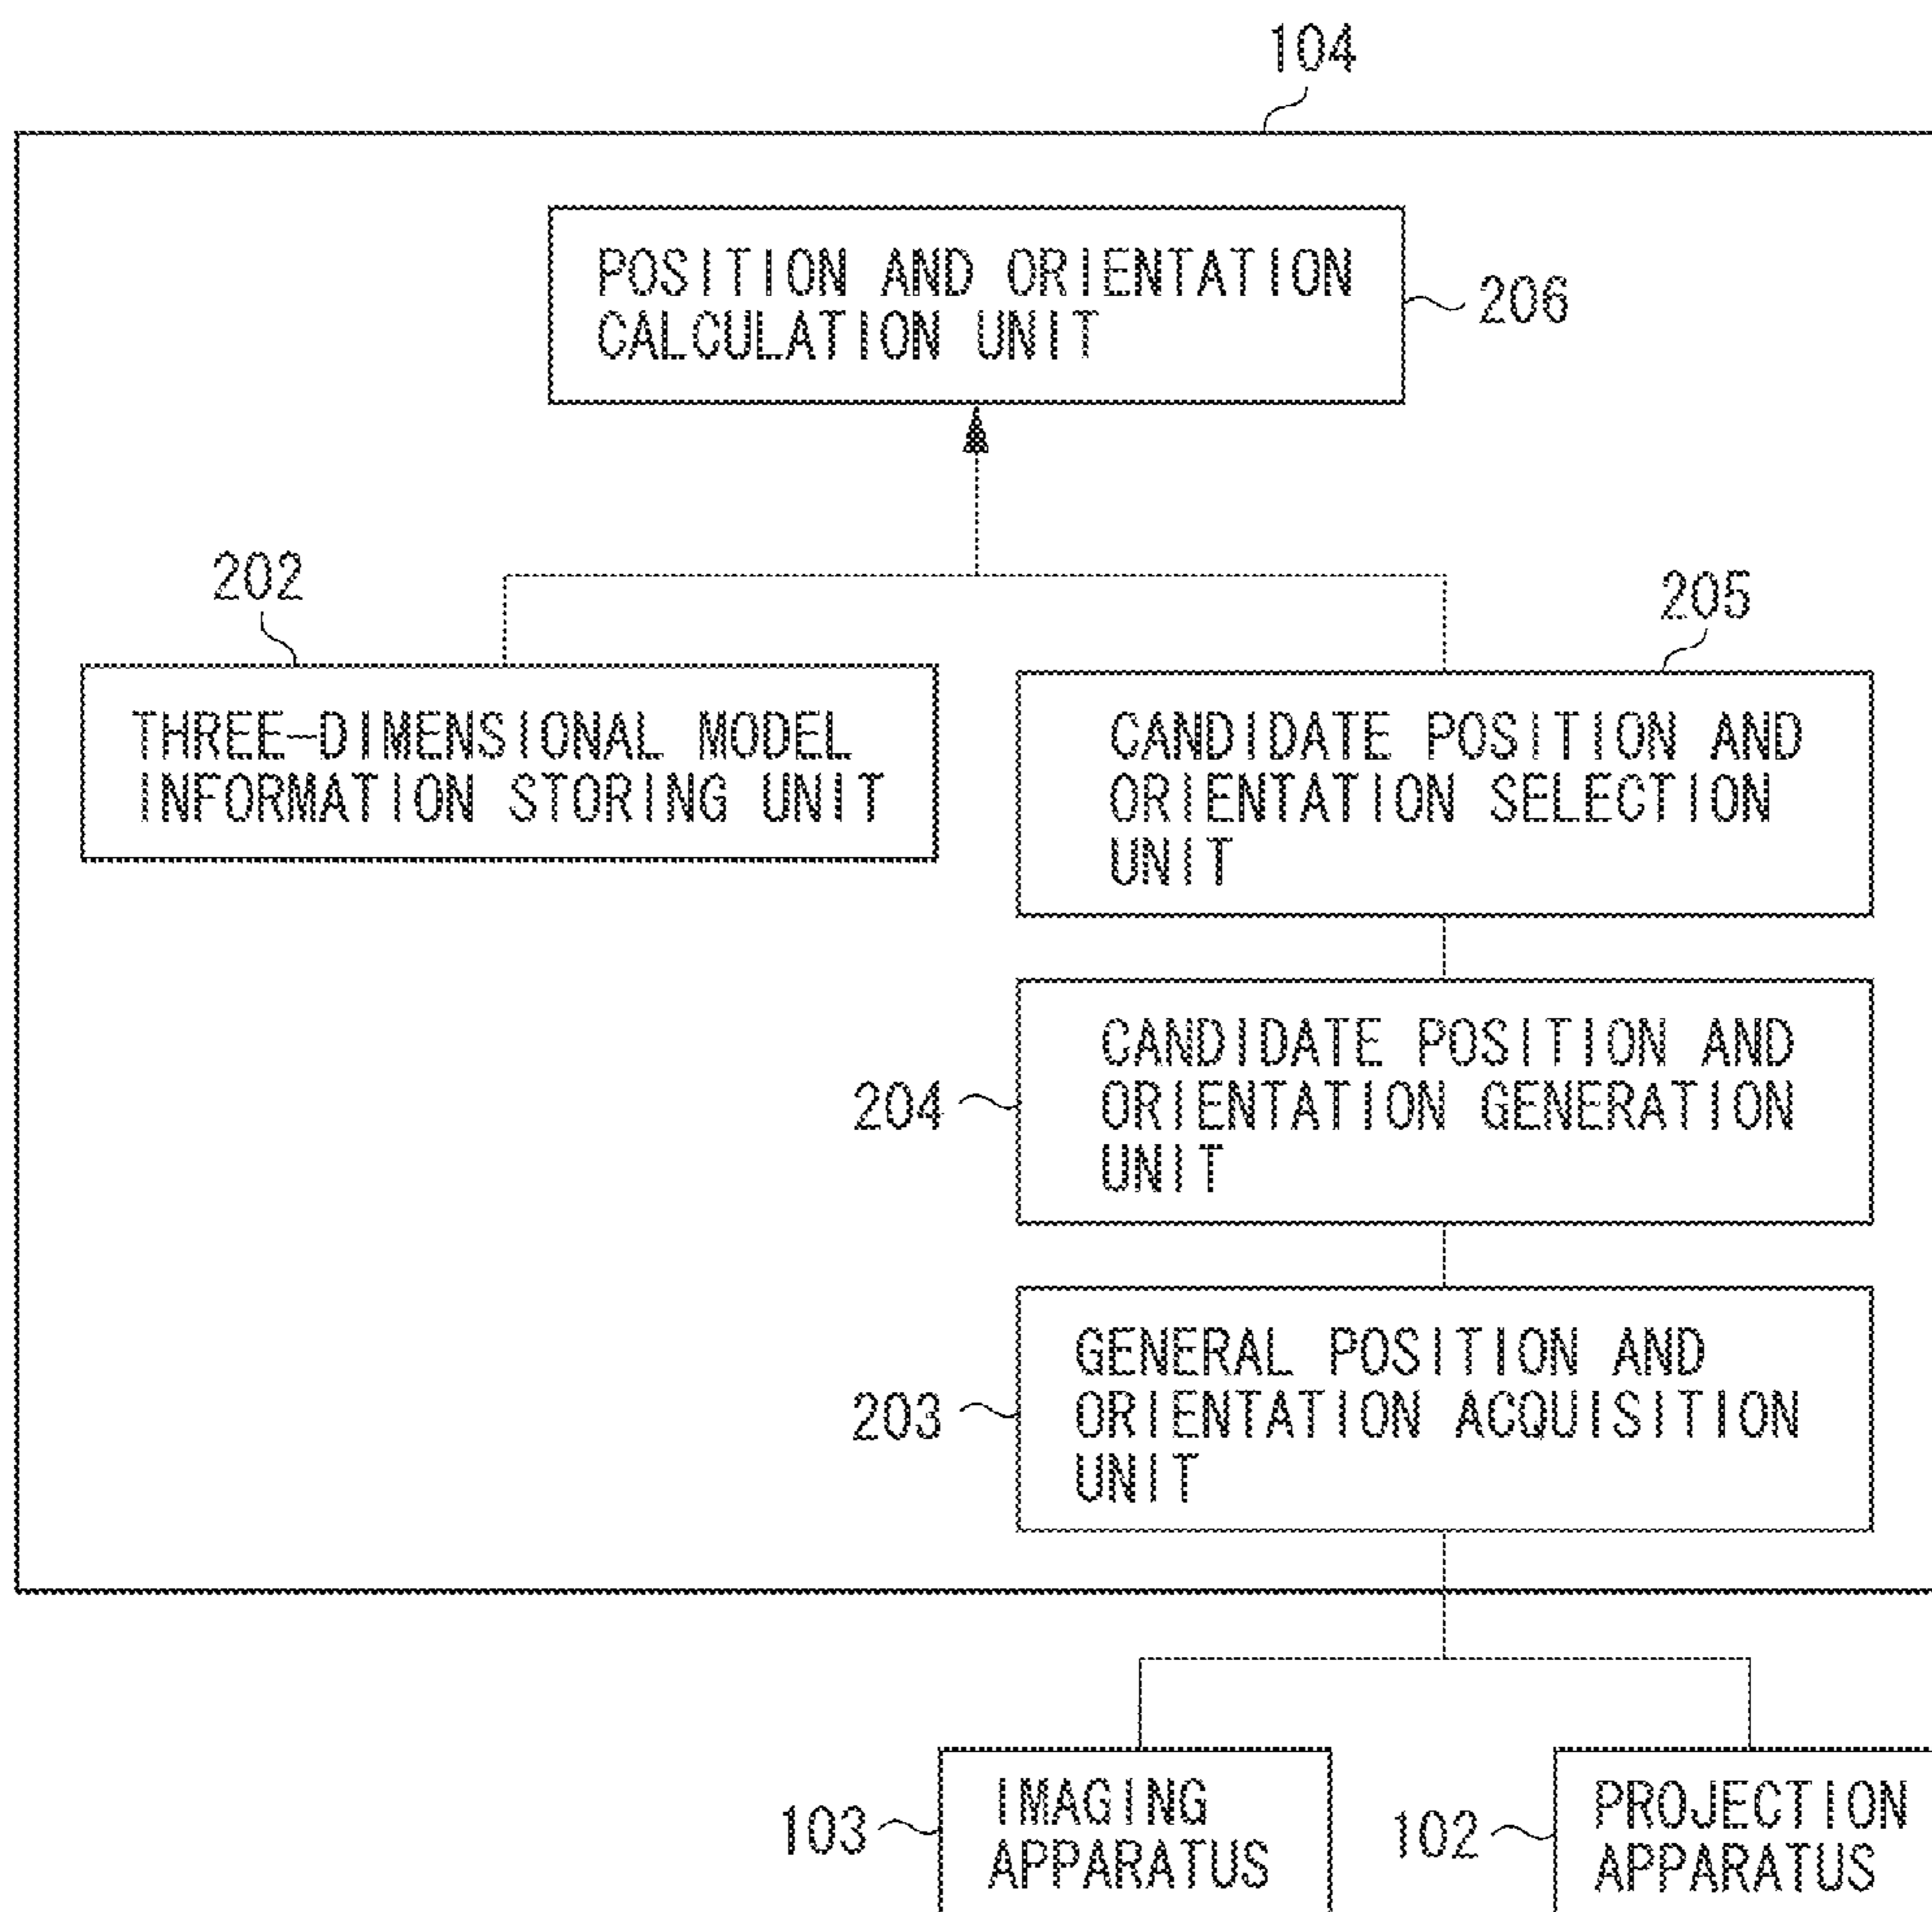 104
POSITION AND ORIENTATION
CALCULATION UNIT
206
202
205
THREE-DIMENSIONAL MODEL
INFORMATION STORING UNIT
CANDIDATE POSITION AND
ORIENTATION SELECTION
UNIT
204
CANDIDATE POSITION AND
ORIENTATION GENERATION
UNIT
203
GENERAL POSITION AND
ORIENTATION ACQUISITION
UNIT
103
IMAGING
APPARATUS
102
PROJECTION
APPARATUS